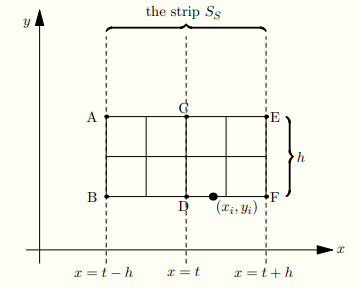 the strip S_S
y
A
C
E
h
B
D
(x_i, y_i)
F
x
x = t − h
x = t
x = t + h